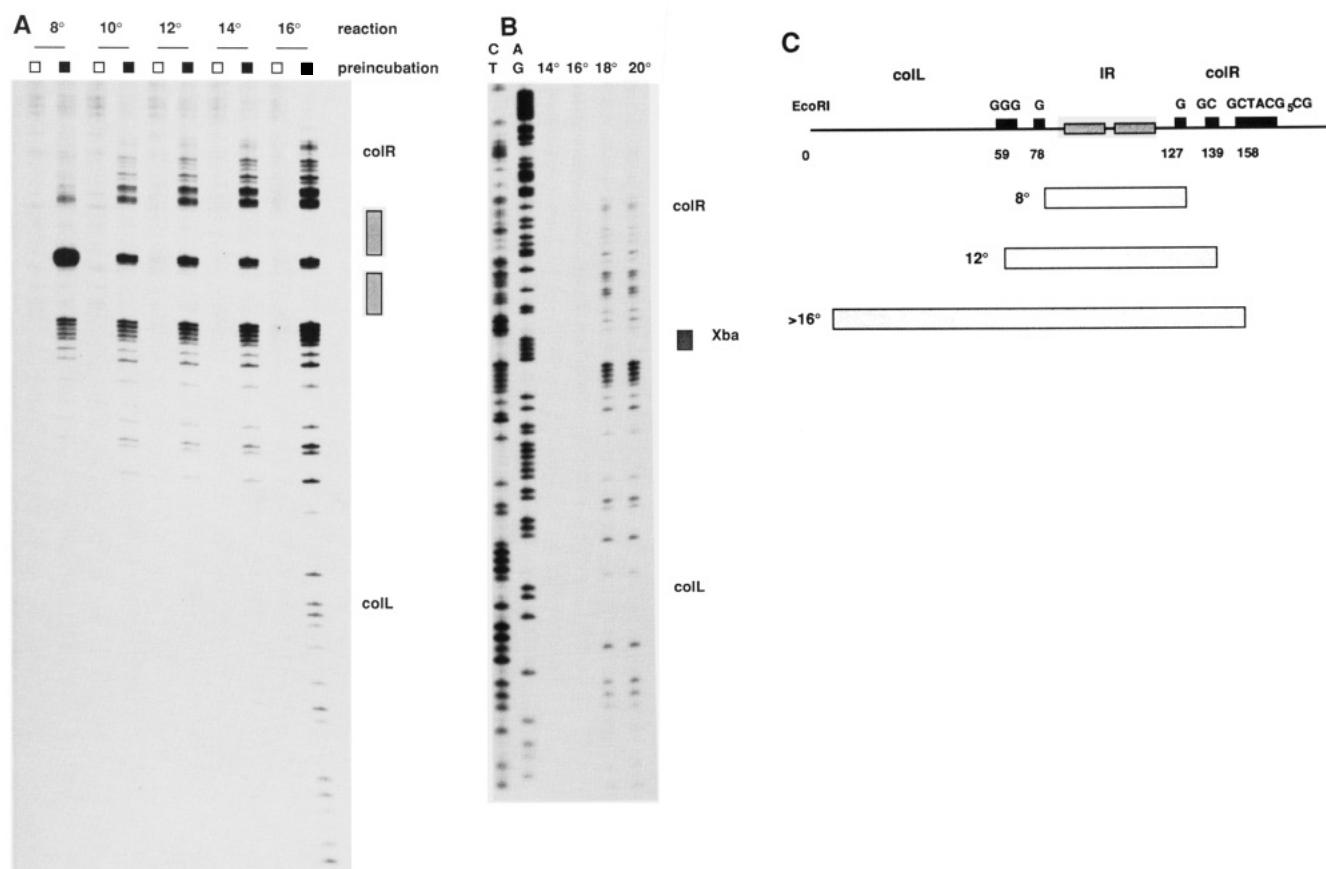 A
8° 10° 12° 14° 16° reaction
preincubation
colR
colL
B
C A
T G 14° 16° 18° 20°
colR
Xba
colL
C
colL IR colR
EcoRI GGG G G GC GCTACG5CG
0 59 78 127 139 158
8°
12°
>16°